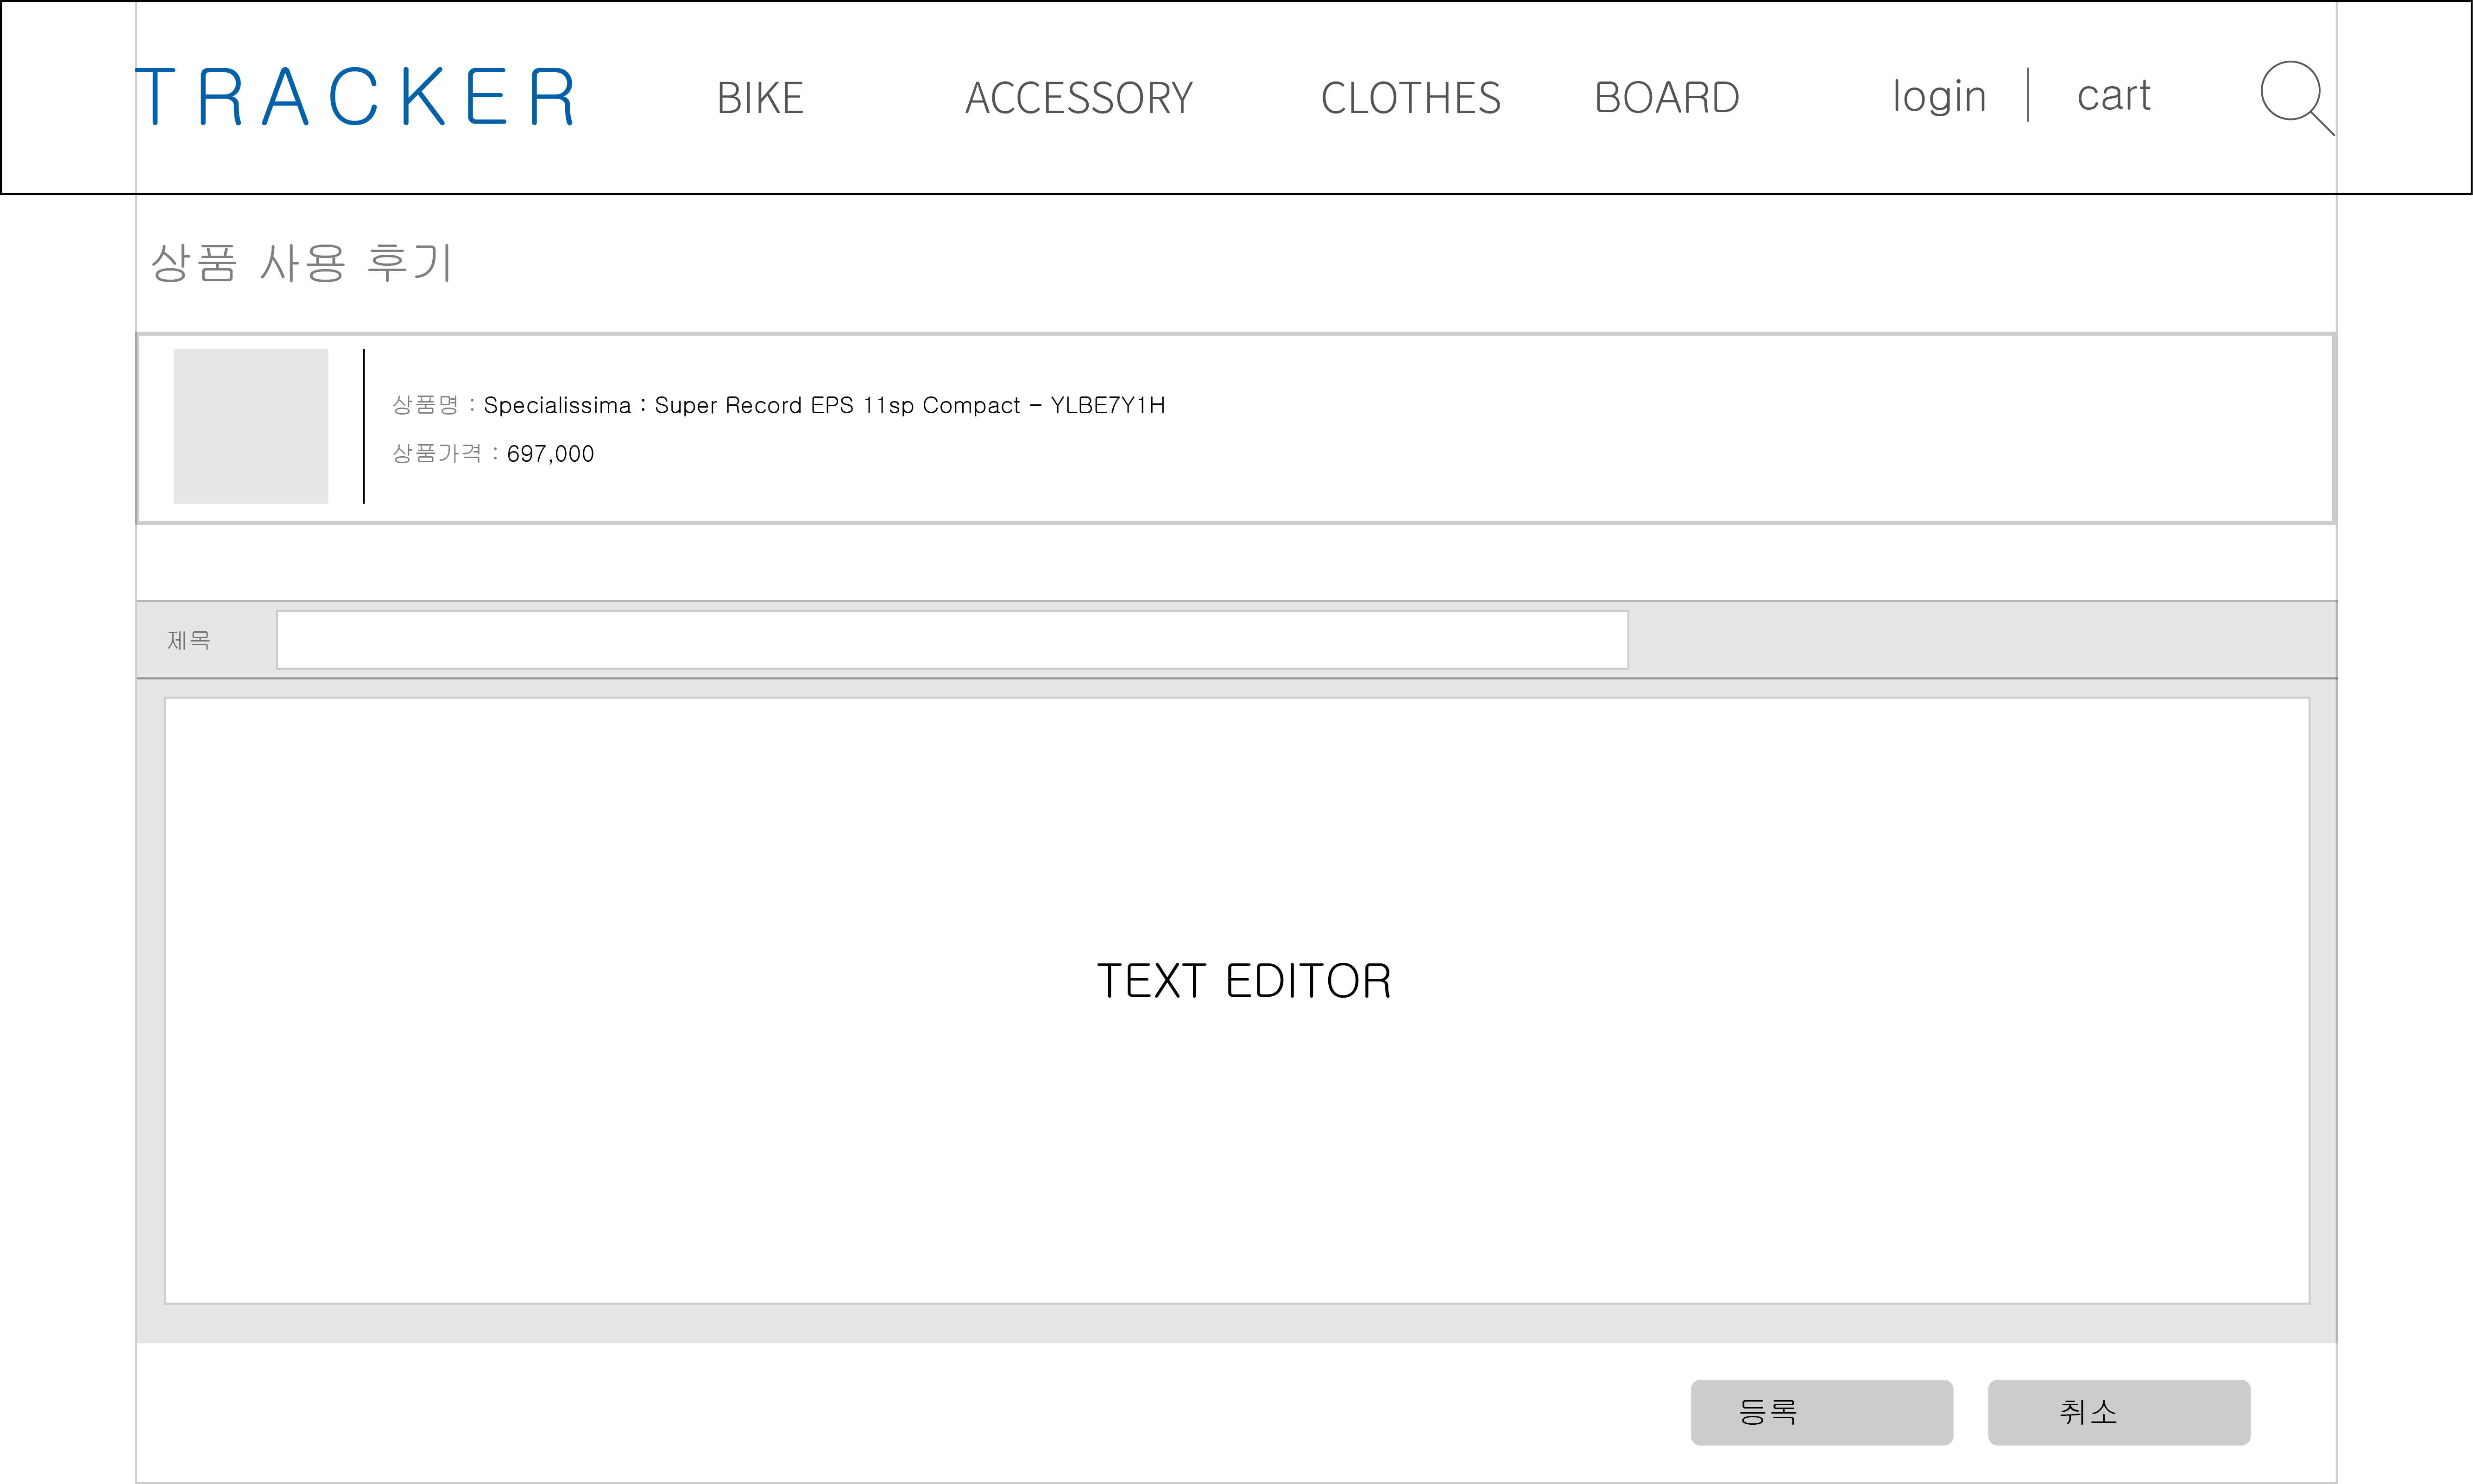 TRACKER BIKE ACCESSORY CLOTHES BOARD login cart
상품 사용 후기
상품명 : Specialissima : Super Record EPS 11sp Compact - YLBE7Y1H
상품가격 : 697,000
제목
TEXT EDITOR
등록 취소